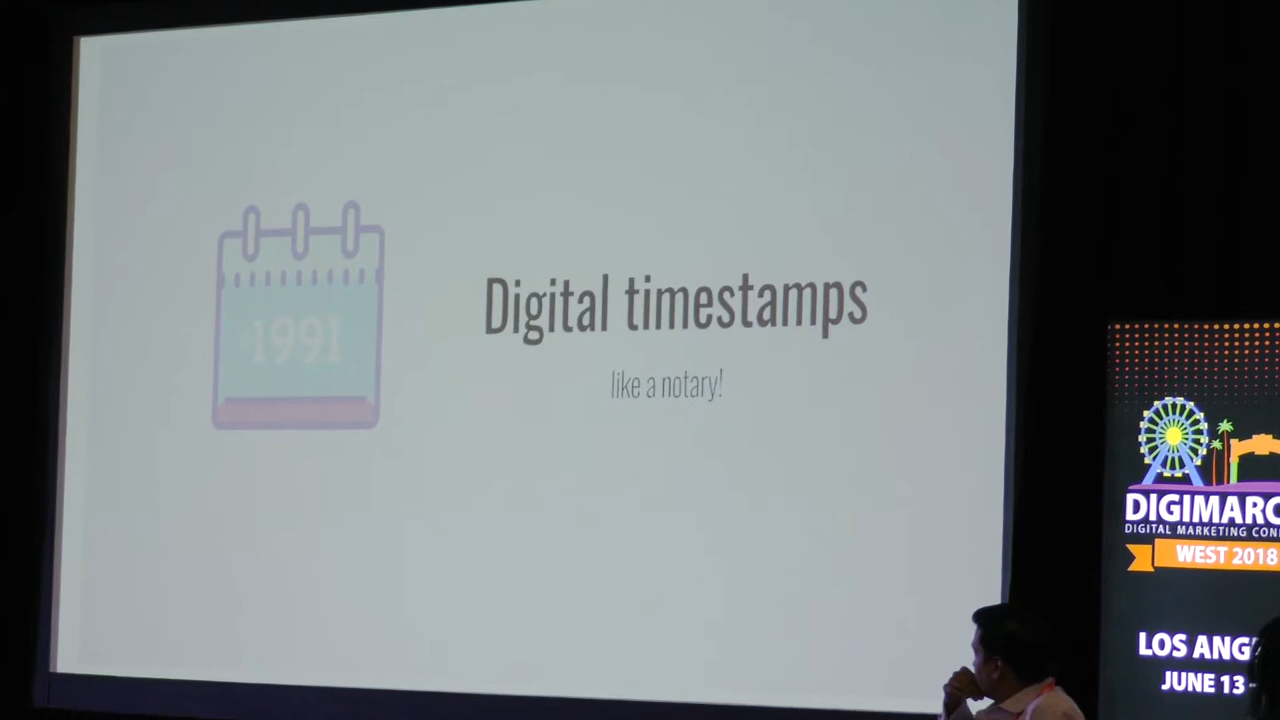 1991
Digital timestamps
like a notary!
DIGIMARC
DIGITAL MARKETING CON
WEST 2018
LOS ANG
JUNE 13 -